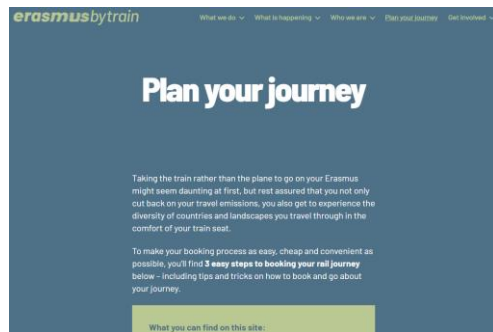 erasmusbytrain
What we do What is happening Who we are Plan your journey Get involved
Plan your journey
Taking the train rather than the plane to go on your Erasmus
might seem daunting at first, but rest assured that you not only
cut back on your travel emissions, you also get to experience the
diversity of countries and landscapes you travel through in the
comfort of your train seat.
To make your booking process as easy, cheap and convenient as
possible, you'll find 3 easy steps to booking your rail journey
below – including tips and tricks on how to book and go about
your journey.
What you can find on this site: